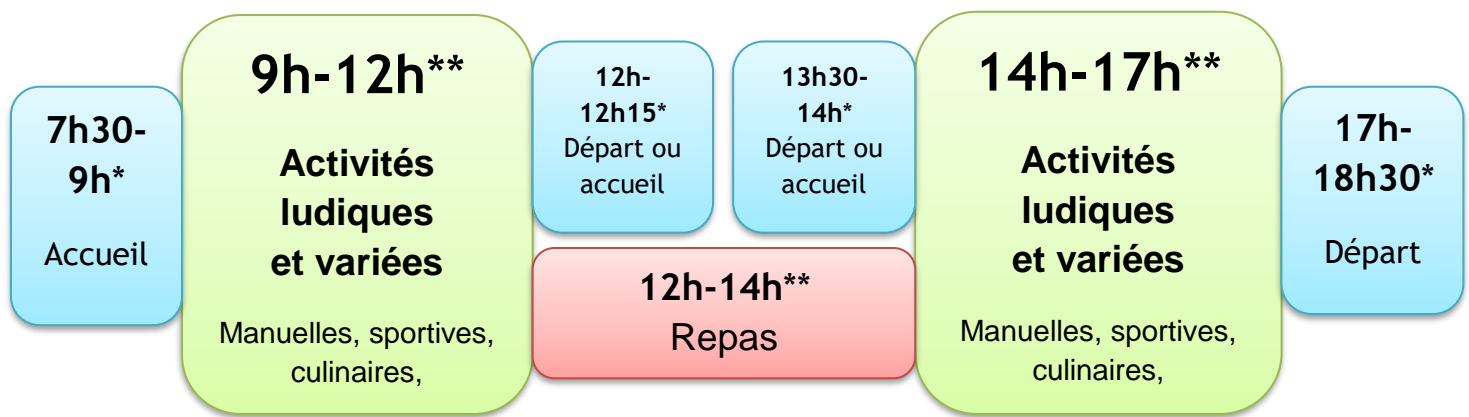 7h30-
9h*
Accueil
9h-12h**
Activités
ludiques
et variées
Manuelles, sportives,
culinaires,
12h-
12h15*
Départ ou
accueil
13h30-
14h*
Départ ou
accueil
12h-14h**
Repas
14h-17h**
Activités
ludiques
et variées
Manuelles, sportives,
culinaires,
17h-
18h30*
Départ